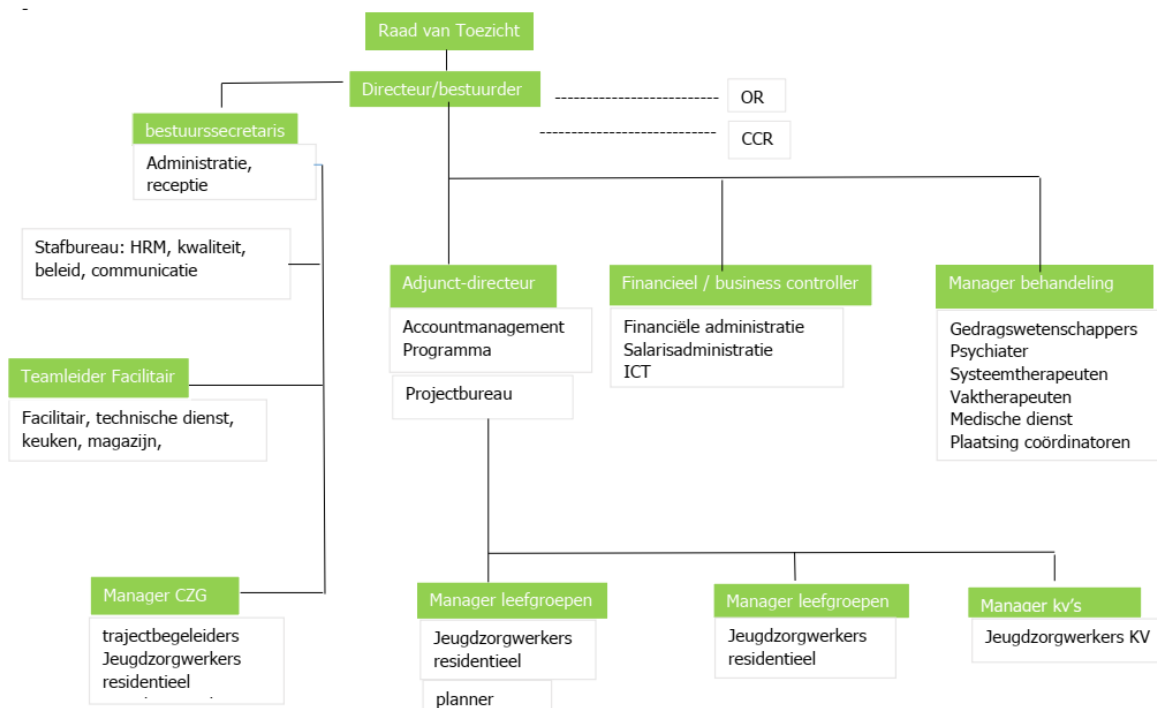 Raad van Toezicht
Directeur/bestuurder
OR
CCR
bestuurssecretaris
Administratie,
receptie
Stafbureau: HRM, kwaliteit,
beleid, communicatie
Adjunct-directeur
Accountmanagement
Programma
Projectbureau
Financieel / business controller
Financiële administratie
Salarisadministratie
ICT
Manager behandeling
Gedragswetenschappers
Psychiater
Systeemtherapeuten
Vaktherapeuten
Medische dienst
Plaatsing coördinatoren
Teamleider Facilitair
Facilitair, technische dienst,
keuken, magazijn,
Manager CZG
trajectbegeleiders
Jeugdzorgwerkers
residentieel
Manager leefgroepen
Jeugdzorgwerkers
residentieel
planner
Manager leefgroepen
Jeugdzorgwerkers
residentieel
Manager kv's
Jeugdzorgwerkers KV